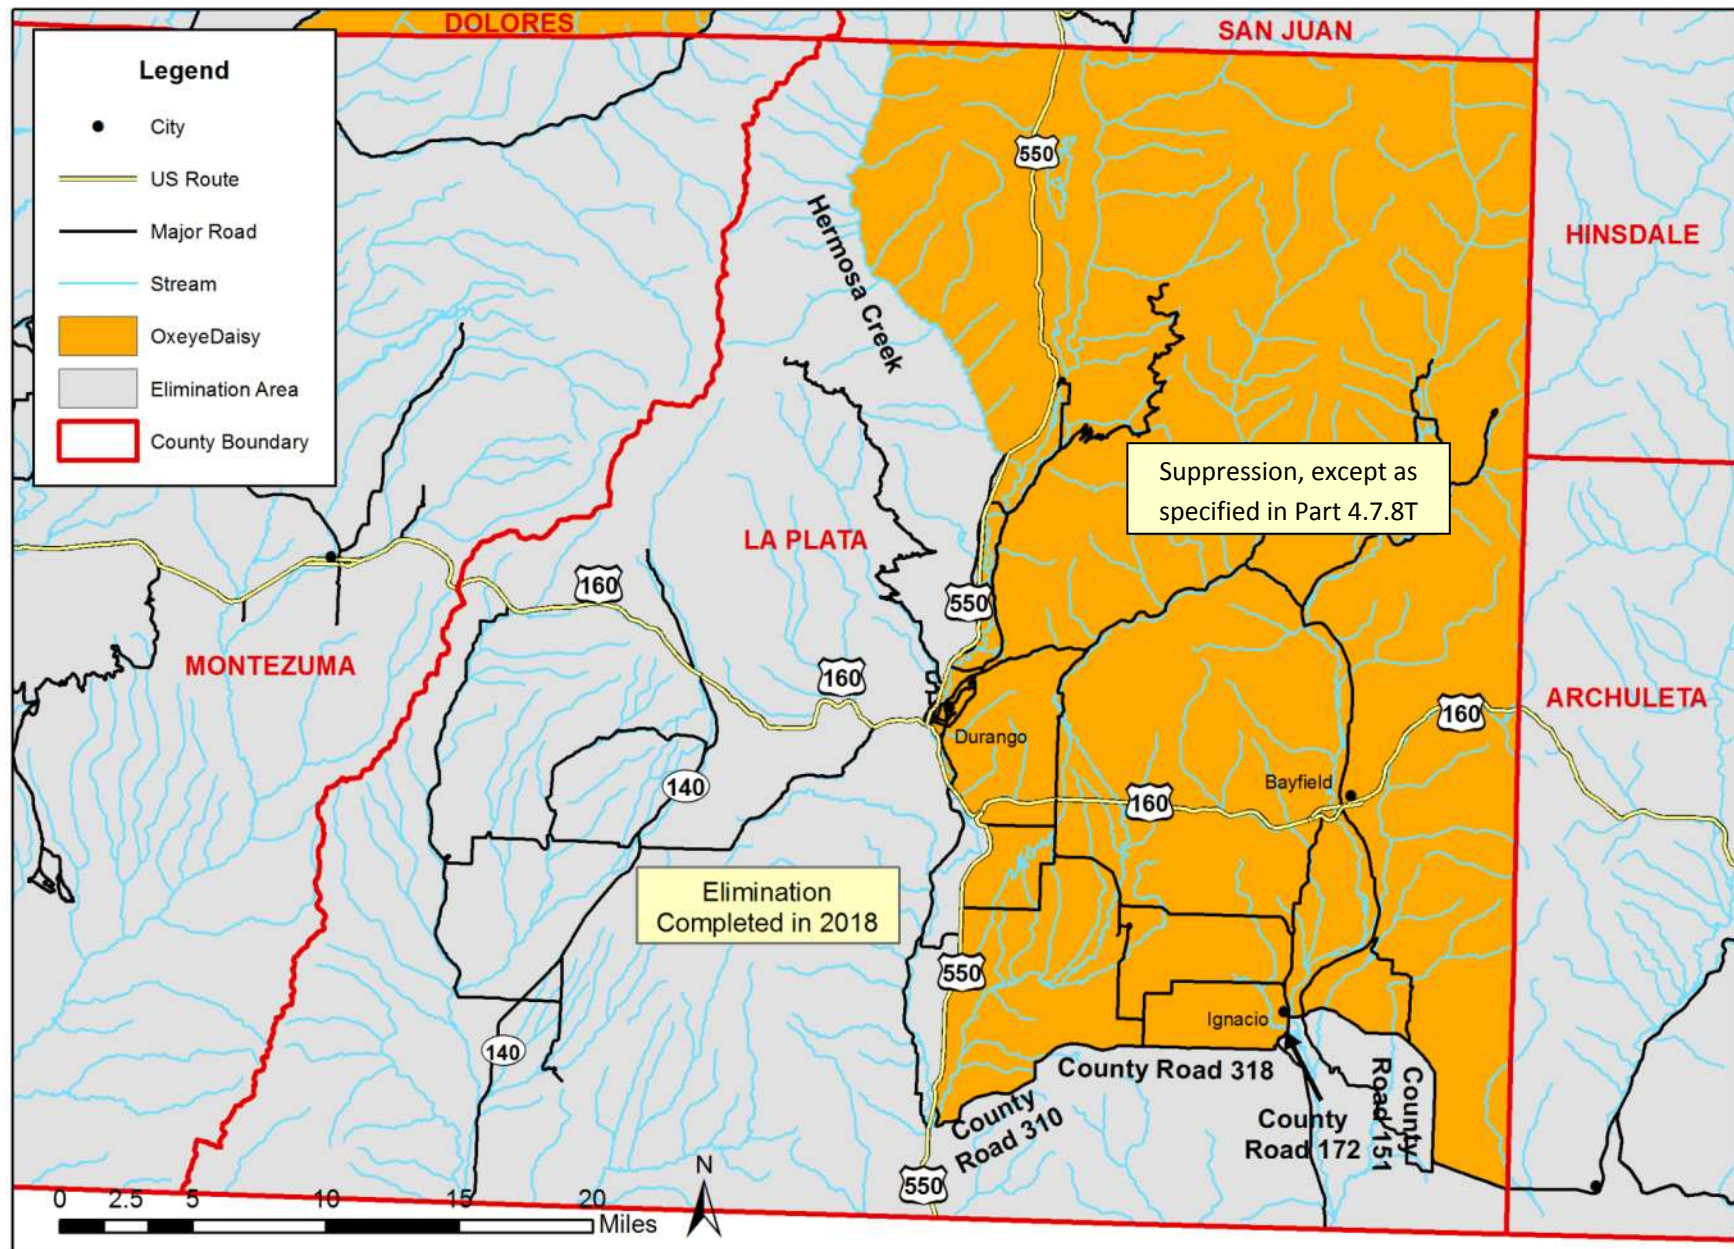 DOLORES
SAN JUAN
Legend
City
US Route
Major Road
Stream
OxeyeDaisy
Elimination Area
County Boundary
550
HINSDALE
Hermosa Creek
Suppression, except as
specified in Part 4.7.8T
LA PLATA
160
550
MONTEZUMA
160
ARCHULETA
160
Durango
Bayfield
140
160
Elimination
Completed in 2018
550
Ignacio
140
County Road 318
County
Road 310
County
Road 172
County
Road 151
550
N
0 2.5 5 10 15 20
Miles